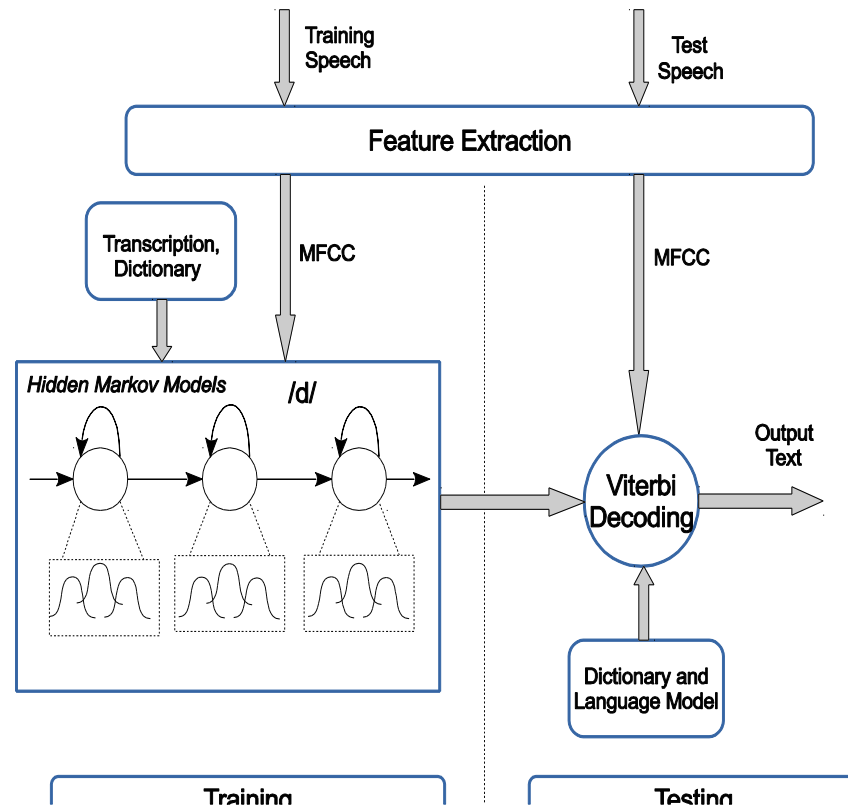 Training
Speech
Test
Speech
Feature Extraction
Transcription,
Dictionary
MFCC
MFCC
Hidden Markov Models
/d/
Output
Text
Viterbi
Decoding
Dictionary and
Language Model
Training
Testing